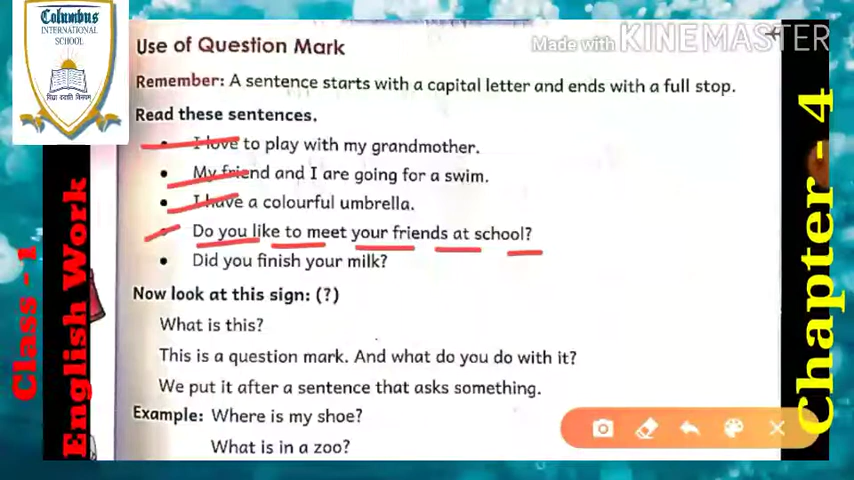 Columbus
INTERNATIONAL
SCHOOL
Made with KINEMASTER
Use of Question Mark
Remember: A sentence starts with a capital letter and ends with a full stop.
Read these sentences.
• I love to play with my grandmother.
• My friend and I are going for a swim.
• I have a colourful umbrella.
• Do you like to meet your friends at school?
• Did you finish your milk?
Now look at this sign: (?)
What is this?
This is a question mark. And what do you do with it?
We put it after a sentence that asks something.
Example: Where is my shoe?
What is in a zoo?
Class - 1
English Work
Chapter - 4